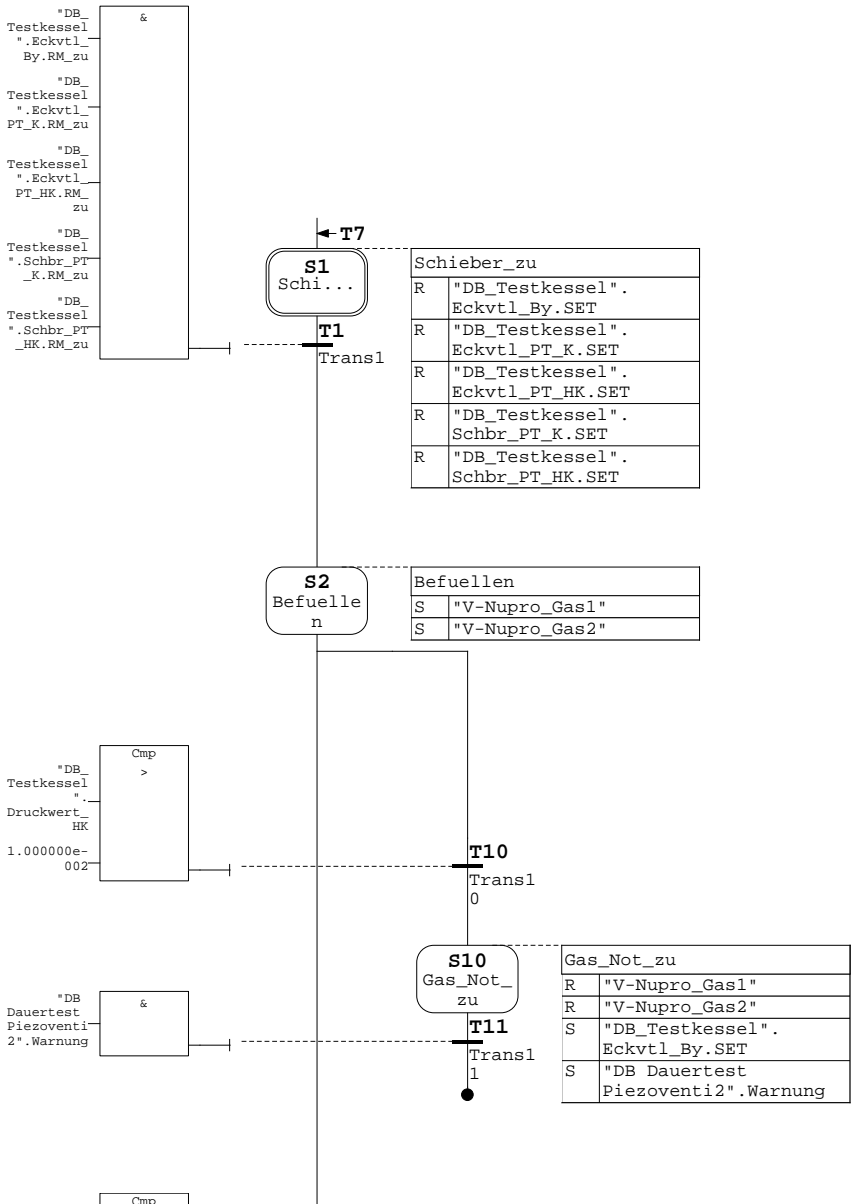 "DB_
Testkessel
".Eckvtl_
By.RM_zu
&
"DB_
Testkessel
".Eckvtl_
PT_K.RM_zu
"DB_
Testkessel
".Eckvtl_
PT_HK.RM_
zu
"DB_
Testkessel
".Schbr_PT
_K.RM_zu
"DB_
Testkessel
".Schbr_PT
_HK.RM_zu
T7
S1
Schi...
T1
Trans1
Schieber_zu
R "DB_Testkessel".
Eckvtl_By.SET
R "DB_Testkessel".
Eckvtl_PT_K.SET
R "DB_Testkessel".
Eckvtl_PT_HK.SET
R "DB_Testkessel".
Schbr_PT_K.SET
R "DB_Testkessel".
Schbr_PT_HK.SET
S2
Befuelle
n
Befuellen
S "V-Nupro_Gas1"
S "V-Nupro_Gas2"
Cmp
>
"DB_
Testkessel
".
Druckwert_
HK
1.000000e-
002
T10
Trans1
0
S10
Gas_Not_
zu
Gas_Not_zu
R "V-Nupro_Gas1"
R "V-Nupro_Gas2"
S "DB_Testkessel".
Eckvtl_By.SET
S "DB Dauertest
Piezoventi2".Warnung
"DB
Dauertest
Piezoventi
2".Warnung
&
T11
Trans1
1
Cmp